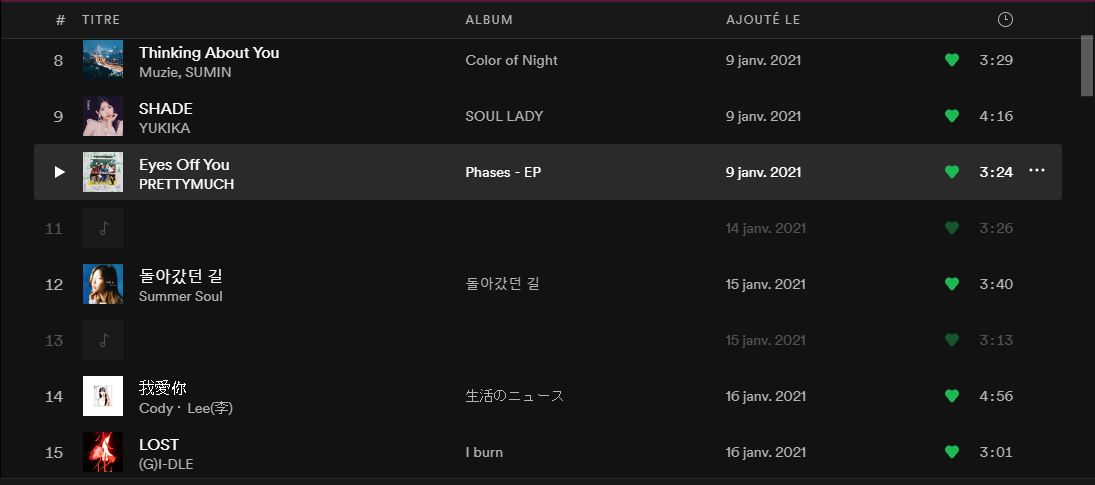 # TITRE ALBUM AJOUTÉ LE
8 Thinking About You Color of Night 9 janv. 2021 3:29
Muzie, SUMIN
9 SHADE SOUL LADY 9 janv. 2021 4:16
YUKIKA
Eyes Off You Phases - EP 9 janv. 2021 3:24
PRETTYMUCH
11 14 janv. 2021 3:26
12 돌아갔던 길 돌아갔던 길 15 janv. 2021 3:40
Summer Soul
13 15 janv. 2021 3:13
14 我愛你 生活のニュース 16 janv. 2021 4:56
Cody・Lee(李)
15 LOST I burn 16 janv. 2021 3:01
(G)I-DLE